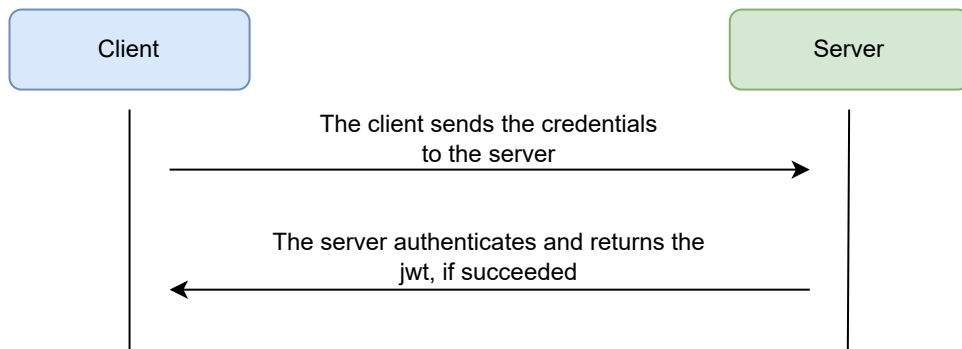 Client
Server
The client sends the credentials
to the server
The server authenticates and returns the
jwt, if succeeded